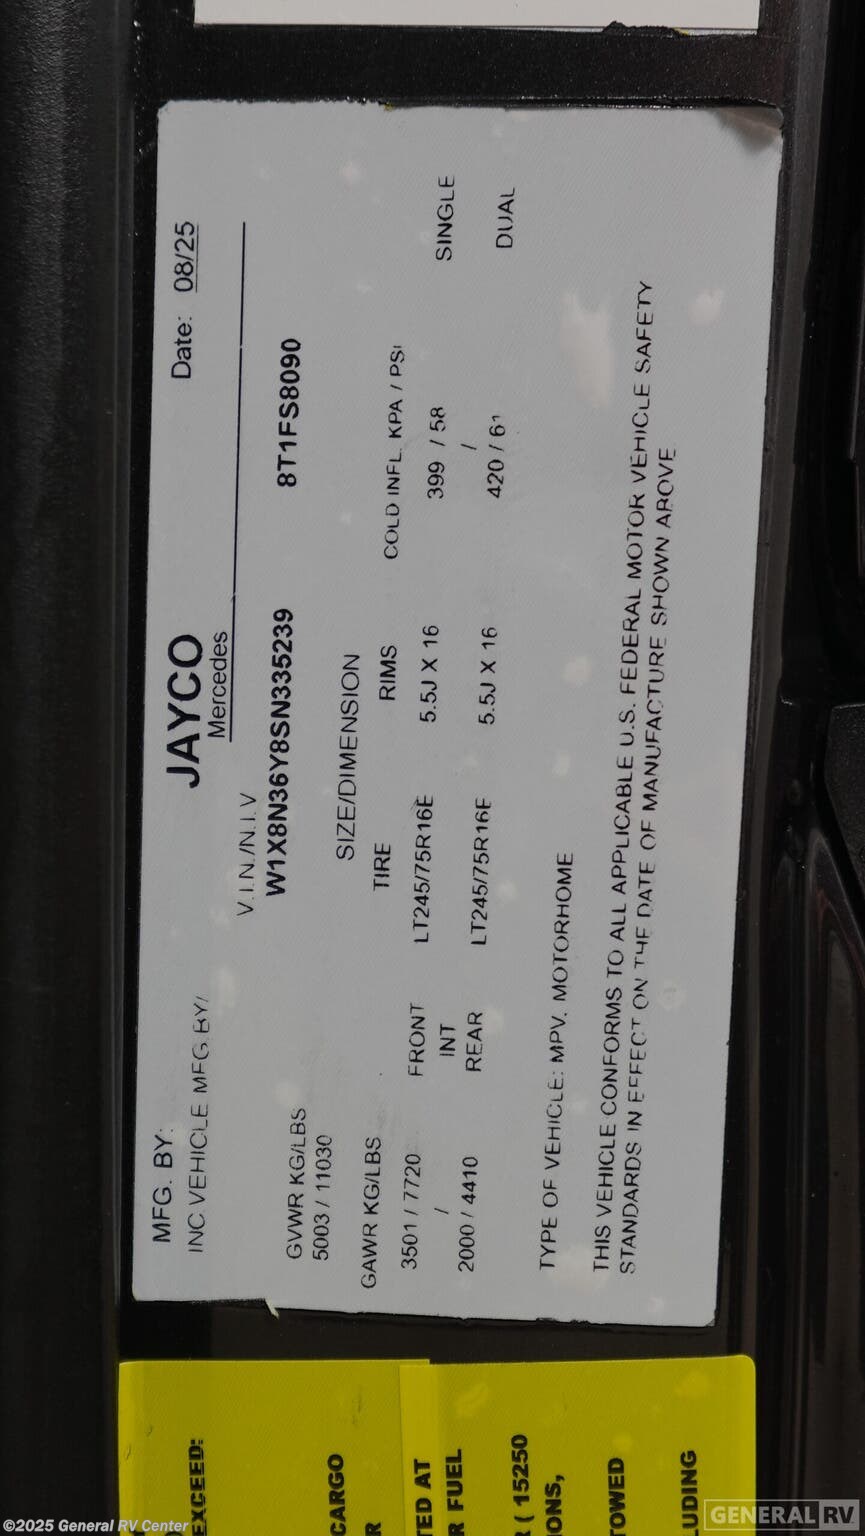 MFG. BY: JAYCO Date: 08/25
INC.VEHICLE MFG.BY/ Mercedes
V.I.N./N.I.V
GVWR KG/LBS W1X8N36Y8SN335239 8T1FS8090
5003 / 11030
SIZE/DIMENSION
GAWR KG/LBS TIRE RIMS COLD INFL. KPA / PSI
3501 / 7720 FRONT LT245/75R16E 5.5J X 16 399 / 58 SINGLE
/ INT /
2000 / 4410 REAR LT245/75R16E 5.5J X 16 420 / 61 DUAL
TYPE OF VEHICLE: MPV, MOTORHOME
THIS VEHICLE CONFORMS TO ALL APPLICABLE U.S. FEDERAL MOTOR VEHICLE SAFETY
STANDARDS IN EFFECT ON THE DATE OF MANUFACTURE SHOWN ABOVE
EXCEED:
CARGO
R
TED AT
R FUEL
R ( 15250
IONS,
TOWED
UDING
©2025 General RV Center
GENERAL RV